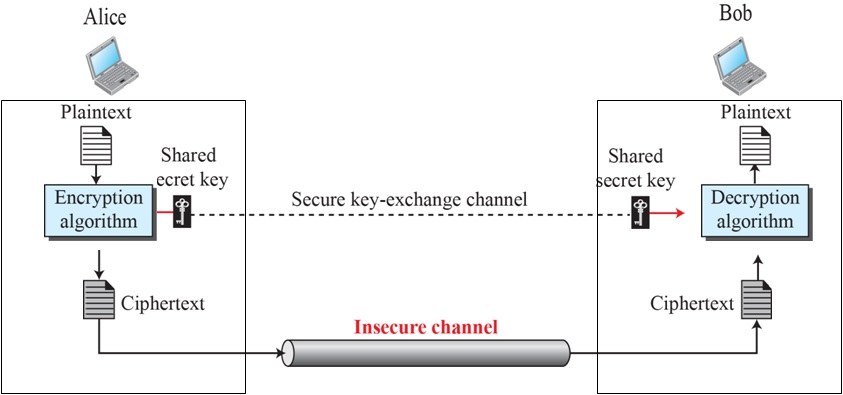 Alice
Bob
Plaintext
Plaintext
Shared
ecret key
Shared
secret key
Encryption
algorithm
Secure key-exchange channel
Decryption
algorithm
Ciphertext
Ciphertext
Insecure channel